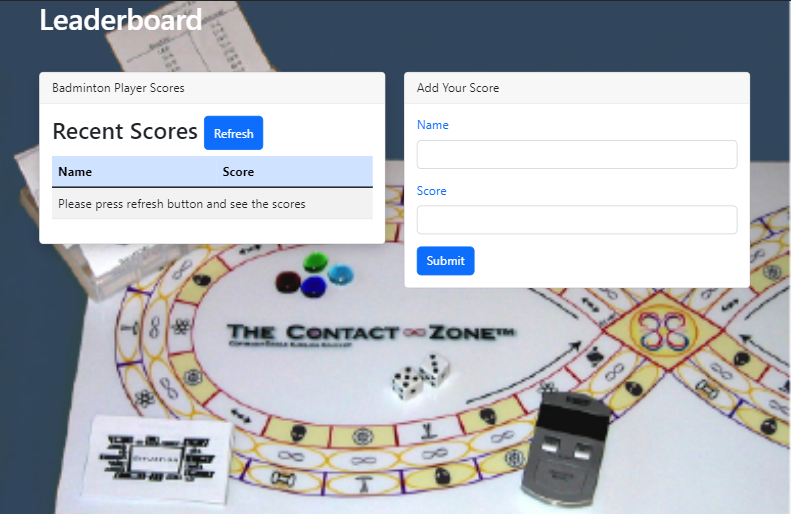 Leaderboard
Badminton Player Scores
Recent Scores Refresh
Name Score
Please press refresh button and see the scores
Add Your Score
Name
Score
Submit
THE CONTACT ∞ ZONE™